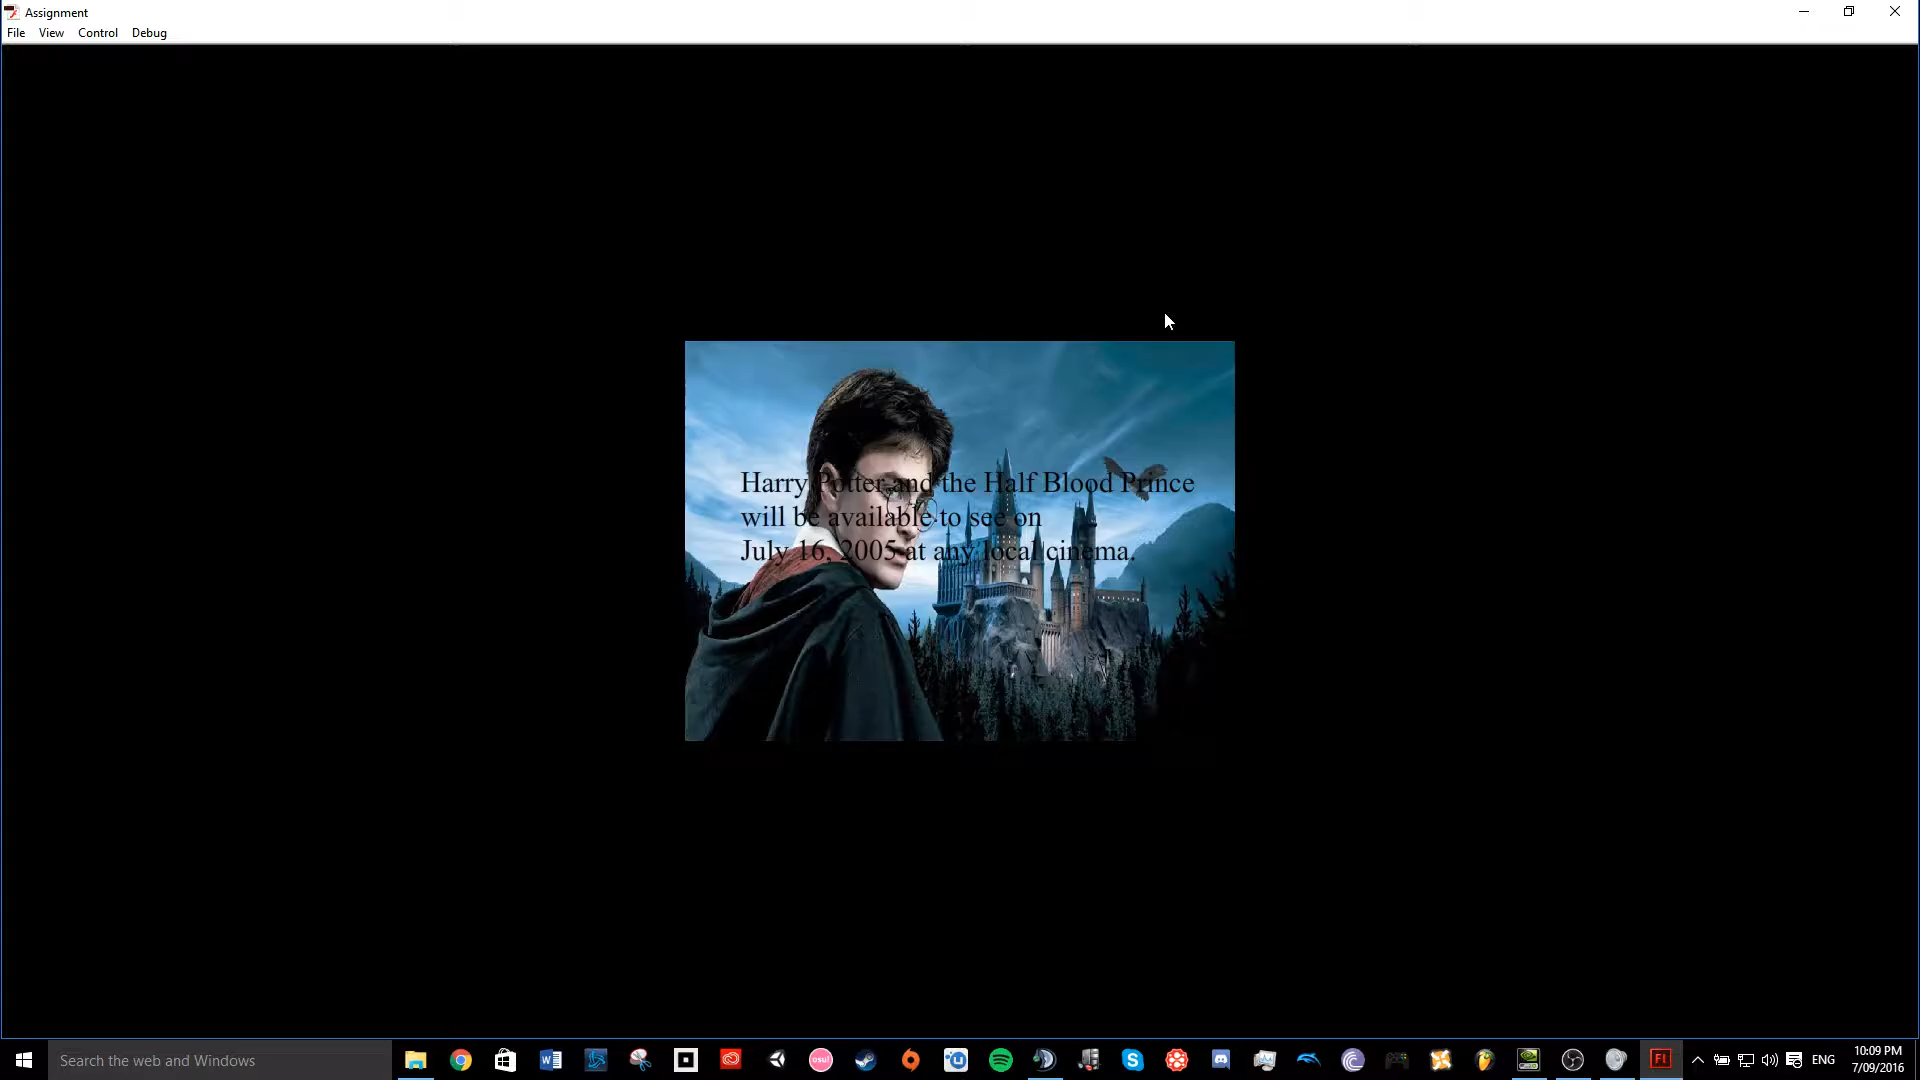 Assignment
File View Control Debug
Harry Potter and the Half Blood Prince
will be available to see on
July 16, 2005 at any local cinema.
Search the web and Windows
osu!
ENG
10:09 PM
7/09/2016